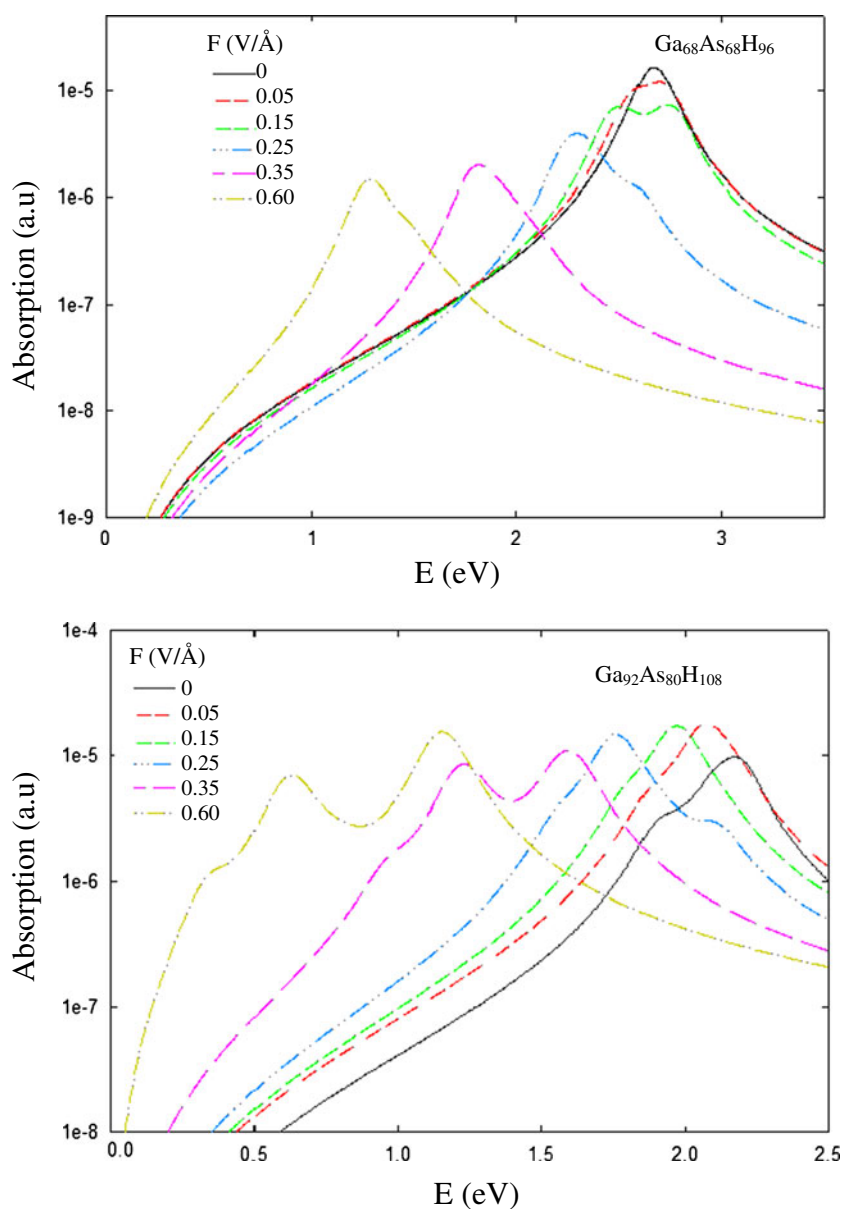 F (V/Å)
Ga₆₈As₆₈H₉₆
0
0.05
0.15
0.25
0.35
0.60
1e-5
1e-6
1e-7
1e-8
1e-9
Absorption (a.u)
0 1 2 3
E (eV)
1e-4
F (V/Å)
Ga₉₂As₈₀H₁₀₈
0
0.05
0.15
0.25
0.35
0.60
1e-5
1e-6
1e-7
1e-8
Absorption (a.u)
0.0 0.5 1.0 1.5 2.0 2.5
E (eV)